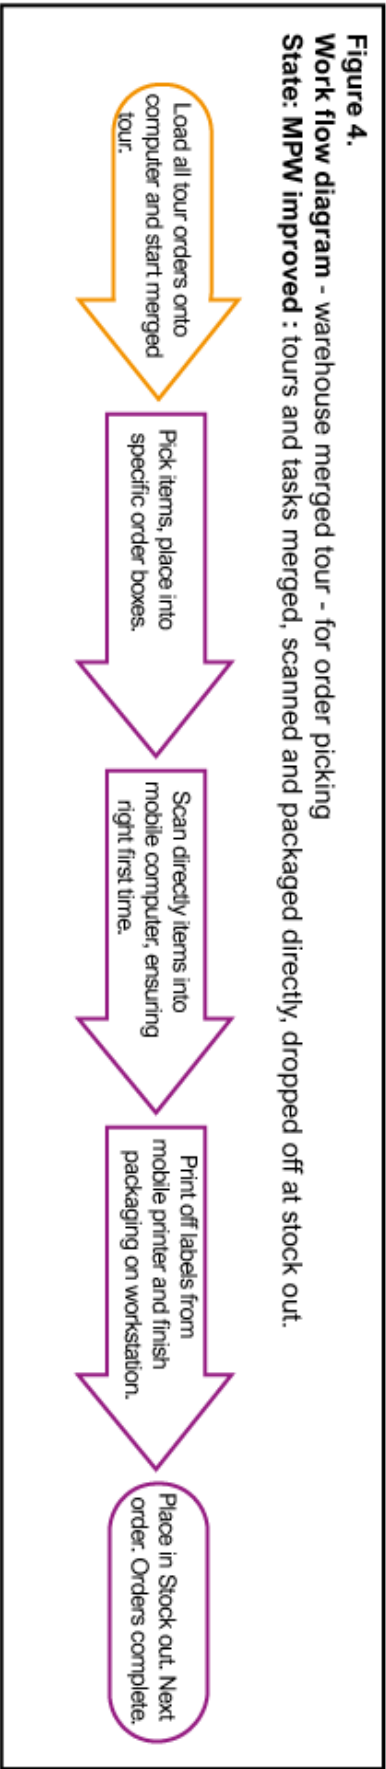 Figure 4.
Work flow diagram - warehouse merged tour - for order picking
State: MPW improved : tours and tasks merged, scanned and packaged directly, dropped off at stock out.
Load all tour orders onto
computer and start merged
tour.
Pick items, place into
specific order boxes.
Scan directly items into
mobile computer, ensuring
right first time.
Print off labels from
mobile printer and finish
packaging on workstation.
Place in Stock out. Next
order. Orders complete.